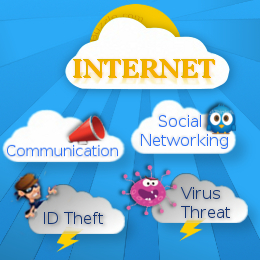 INTERNET
Communication
Social
Networking
ID Theft
Virus
Threat